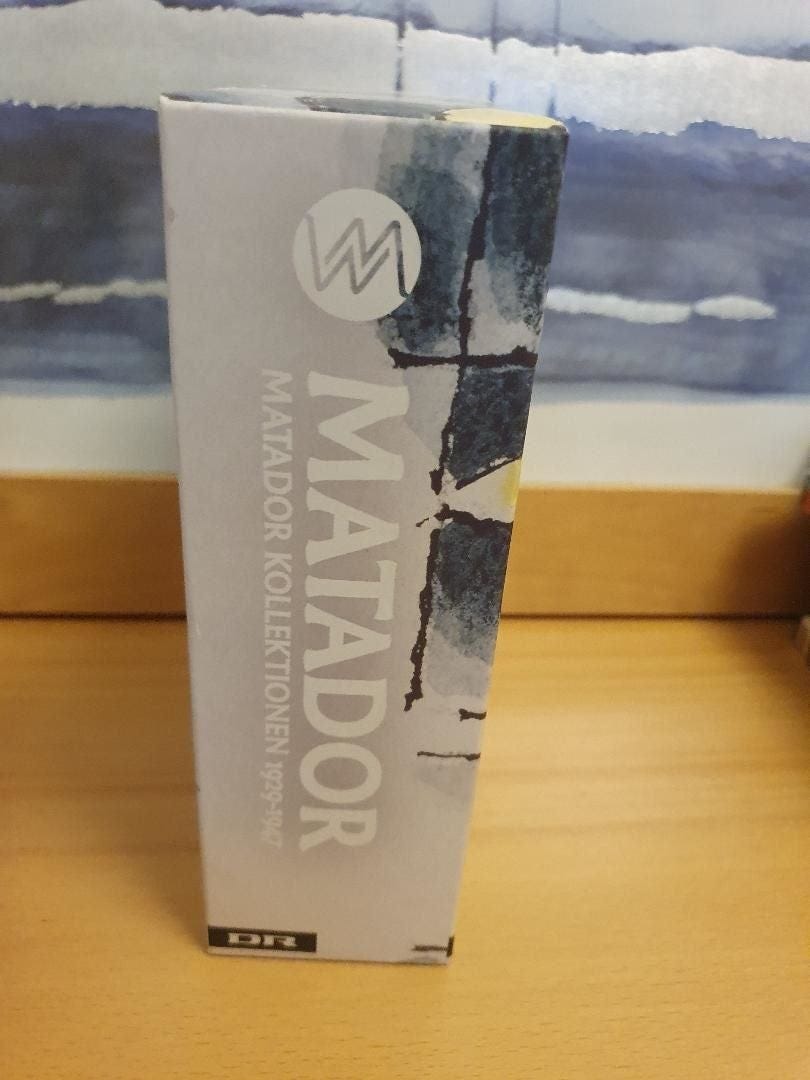 MATADOR
MATADOR KOLLEKTIONEN 1929-1947
DR